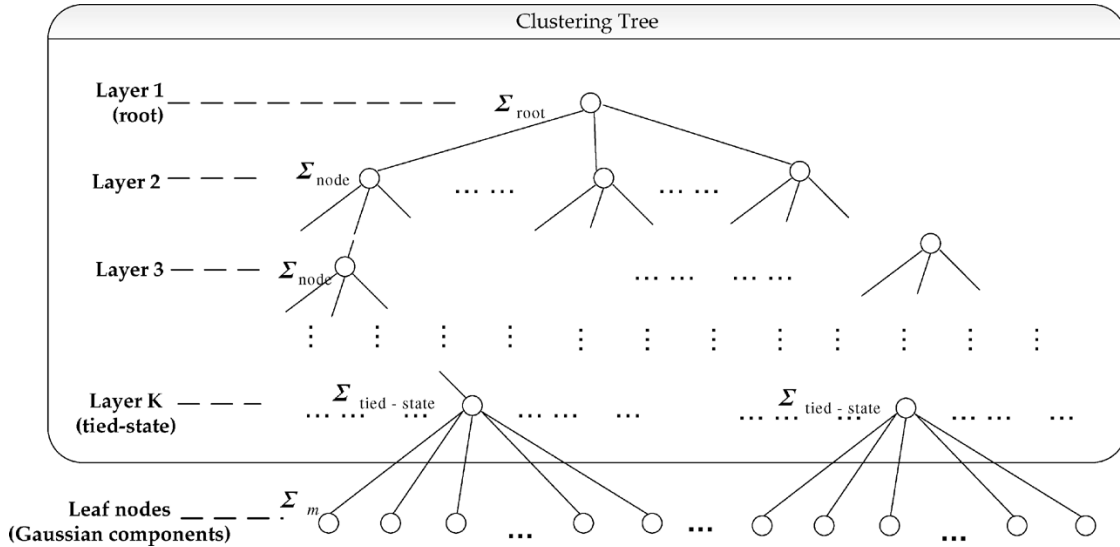 Clustering Tree
Layer 1
(root)
Σ root
Layer 2
Σ node
... ...
... ...
Layer 3
Σ node
... ...
... ...
Layer K
(tied-state)
Σ tied - state
... ... ...
... ... ...
Σ tied - state
... ... ...
... ... ...
Leaf nodes
(Gaussian components)
Σ m
...
...
...